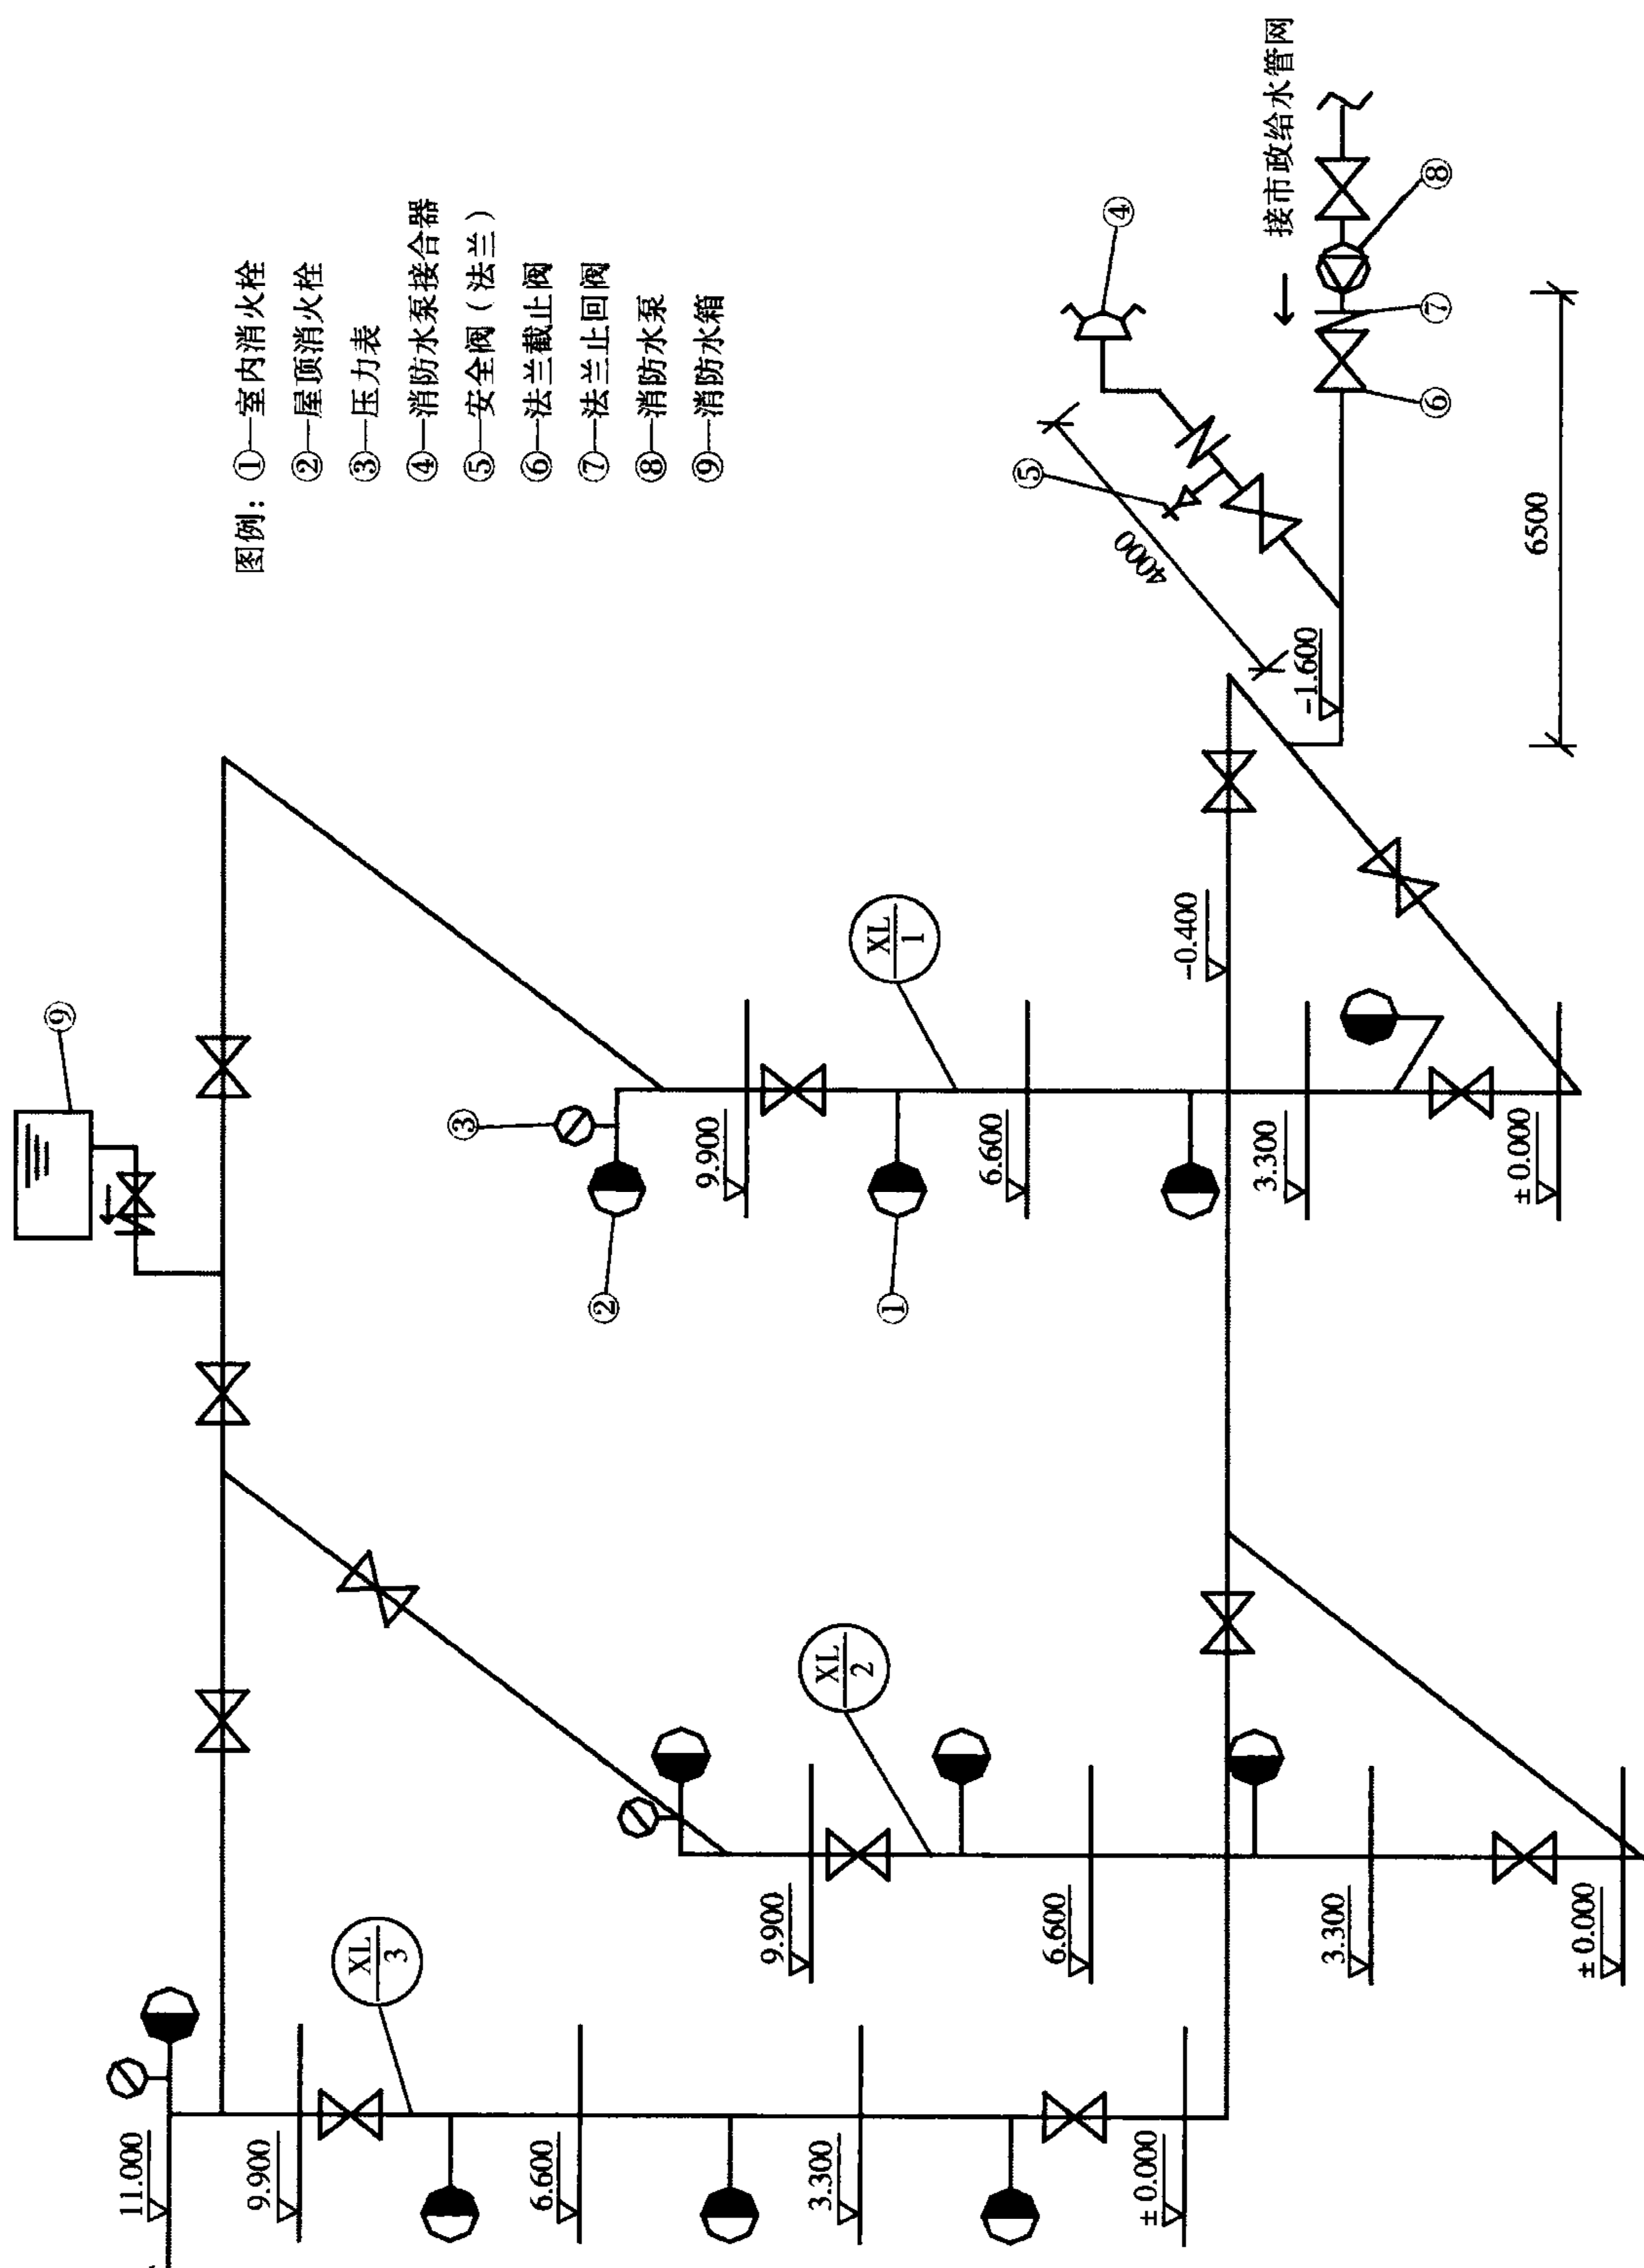 图例：①—室内消火栓
②—屋顶消火栓
③—压力表
④—消防水泵接合器
⑤—安全阀（法兰）
⑥—法兰截止阀
⑦—法兰止回阀
⑧—消防水泵
⑨—消防水箱
接市政给水管网
⑨
③
②
①
④
⑤
⑥
⑦
⑧
4000
6500
-1.600
-0.400
XL
1
9.900
6.600
3.300
±0.000
XL
2
9.900
6.600
3.300
±0.000
XL
3
11.000
9.900
6.600
3.300
±0.000